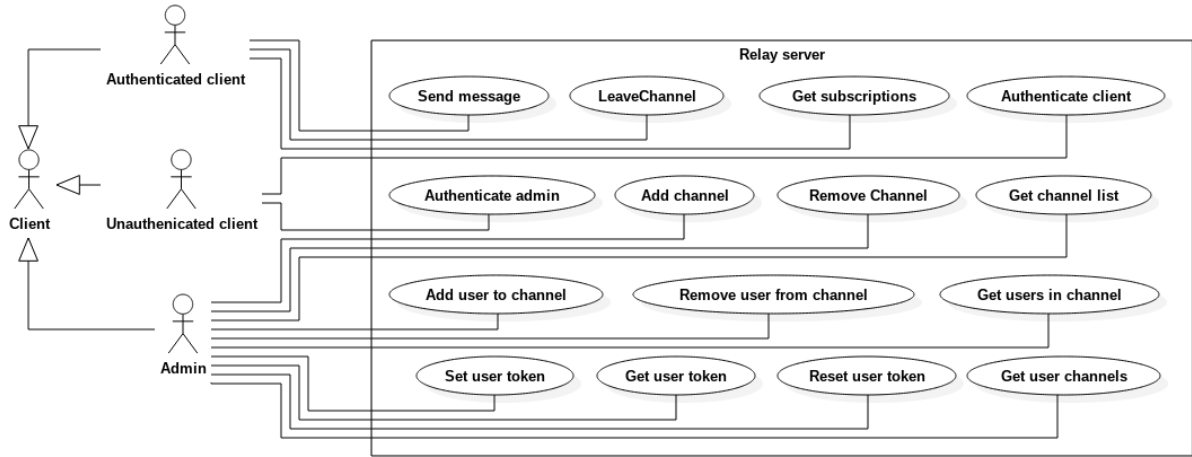 Relay server
Authenticated client
Send message
LeaveChannel
Get subscriptions
Authenticate client
Client
Unauthenicated client
Authenticate admin
Add channel
Remove Channel
Get channel list
Add user to channel
Remove user from channel
Get users in channel
Admin
Set user token
Get user token
Reset user token
Get user channels